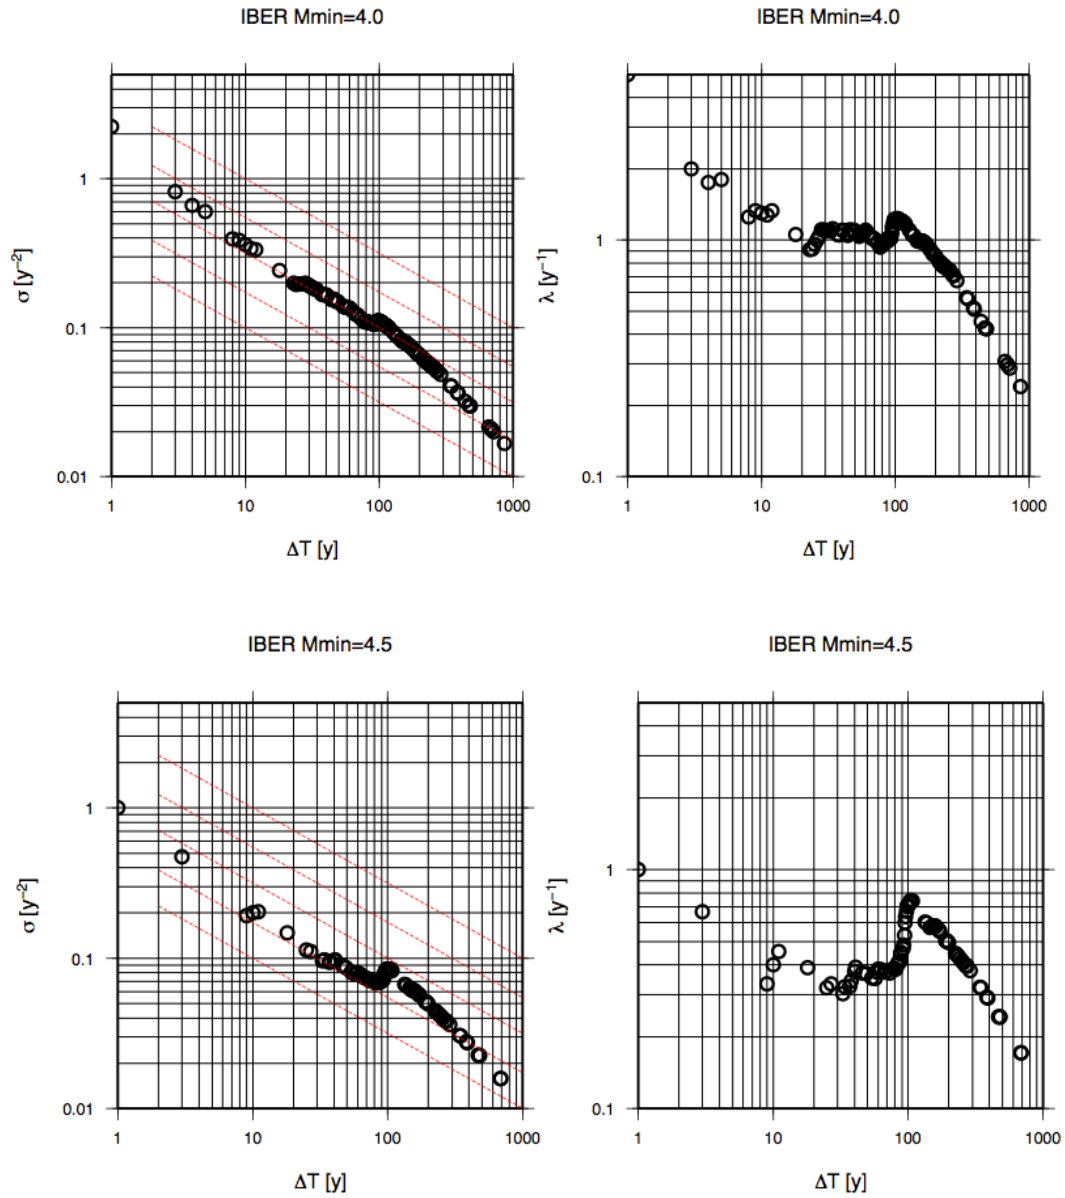 IBER Mmin=4.0
IBER Mmin=4.0
1
0.1
0.01
σ [y⁻²]
1 10 100 1000
ΔT [y]
1
0.1
λ [y⁻¹]
1 10 100 1000
ΔT [y]
IBER Mmin=4.5
IBER Mmin=4.5
1
0.1
0.01
σ [y⁻²]
1 10 100 1000
ΔT [y]
1
0.1
λ [y⁻¹]
1 10 100 1000
ΔT [y]